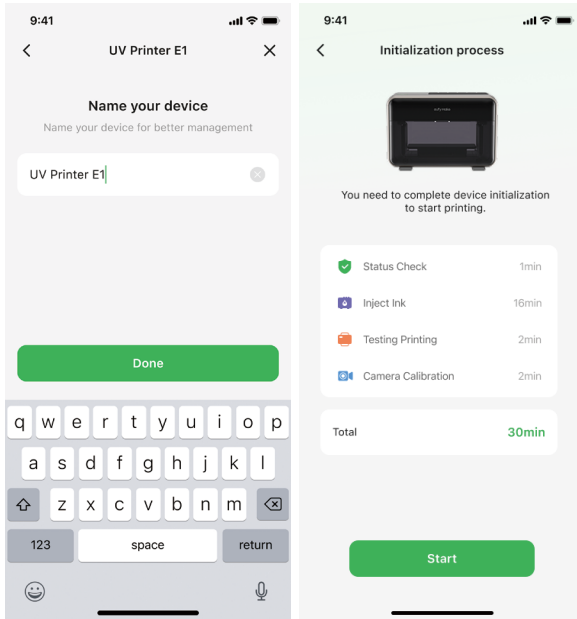 9:41
UV Printer E1
Name your device
Name your device for better management
UV Printer E1
Done
q w e r t y u i o p
a s d f g h j k l
z x c v b n m
123 space return
9:41
Initialization process
You need to complete device initialization
to start printing.
Status Check 1min
Inject Ink 16min
Testing Printing 2min
Camera Calibration 2min
Total 30min
Start